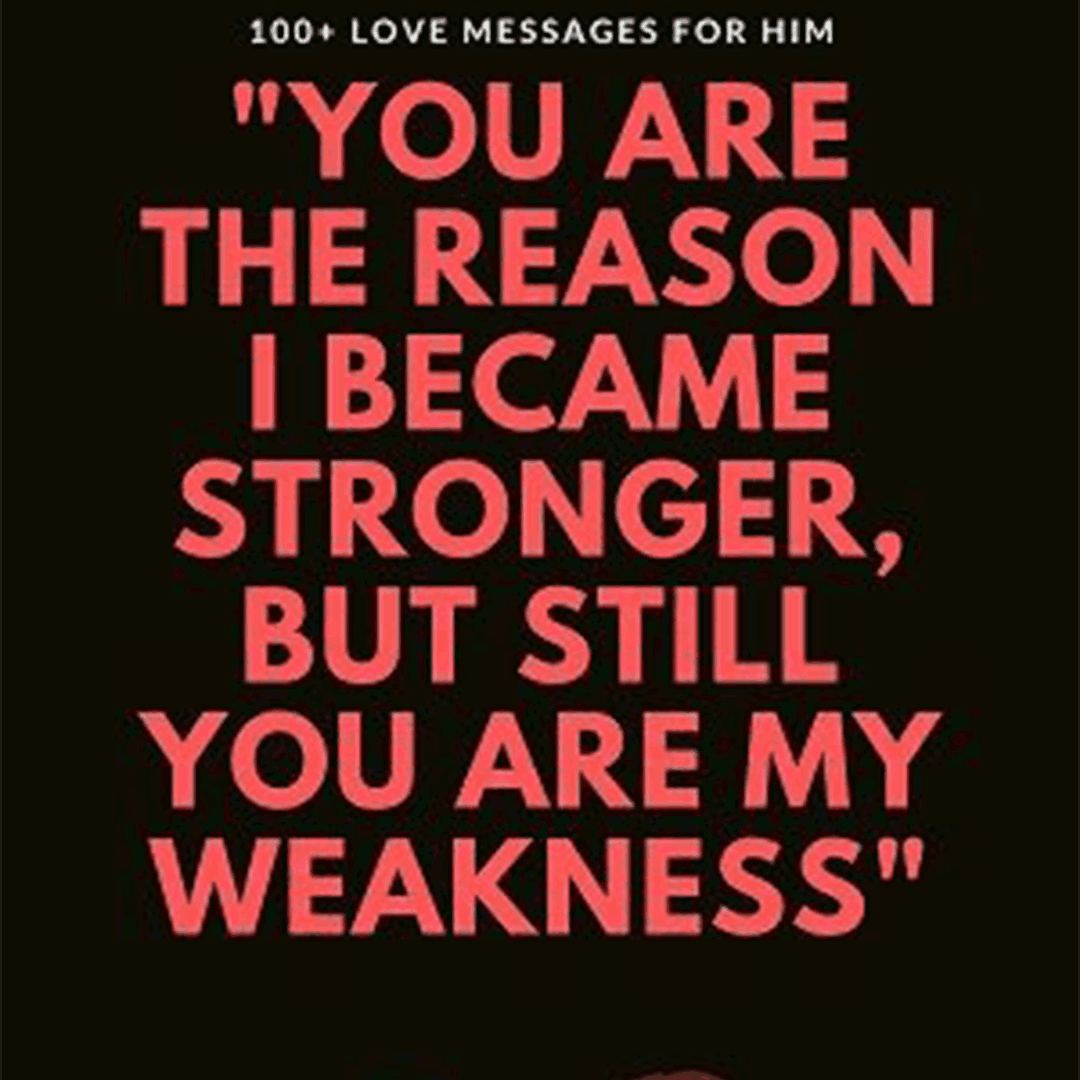 100+ LOVE MESSAGES FOR HIM
"YOU ARE
THE REASON
I BECAME
STRONGER,
BUT STILL
YOU ARE MY
WEAKNESS"